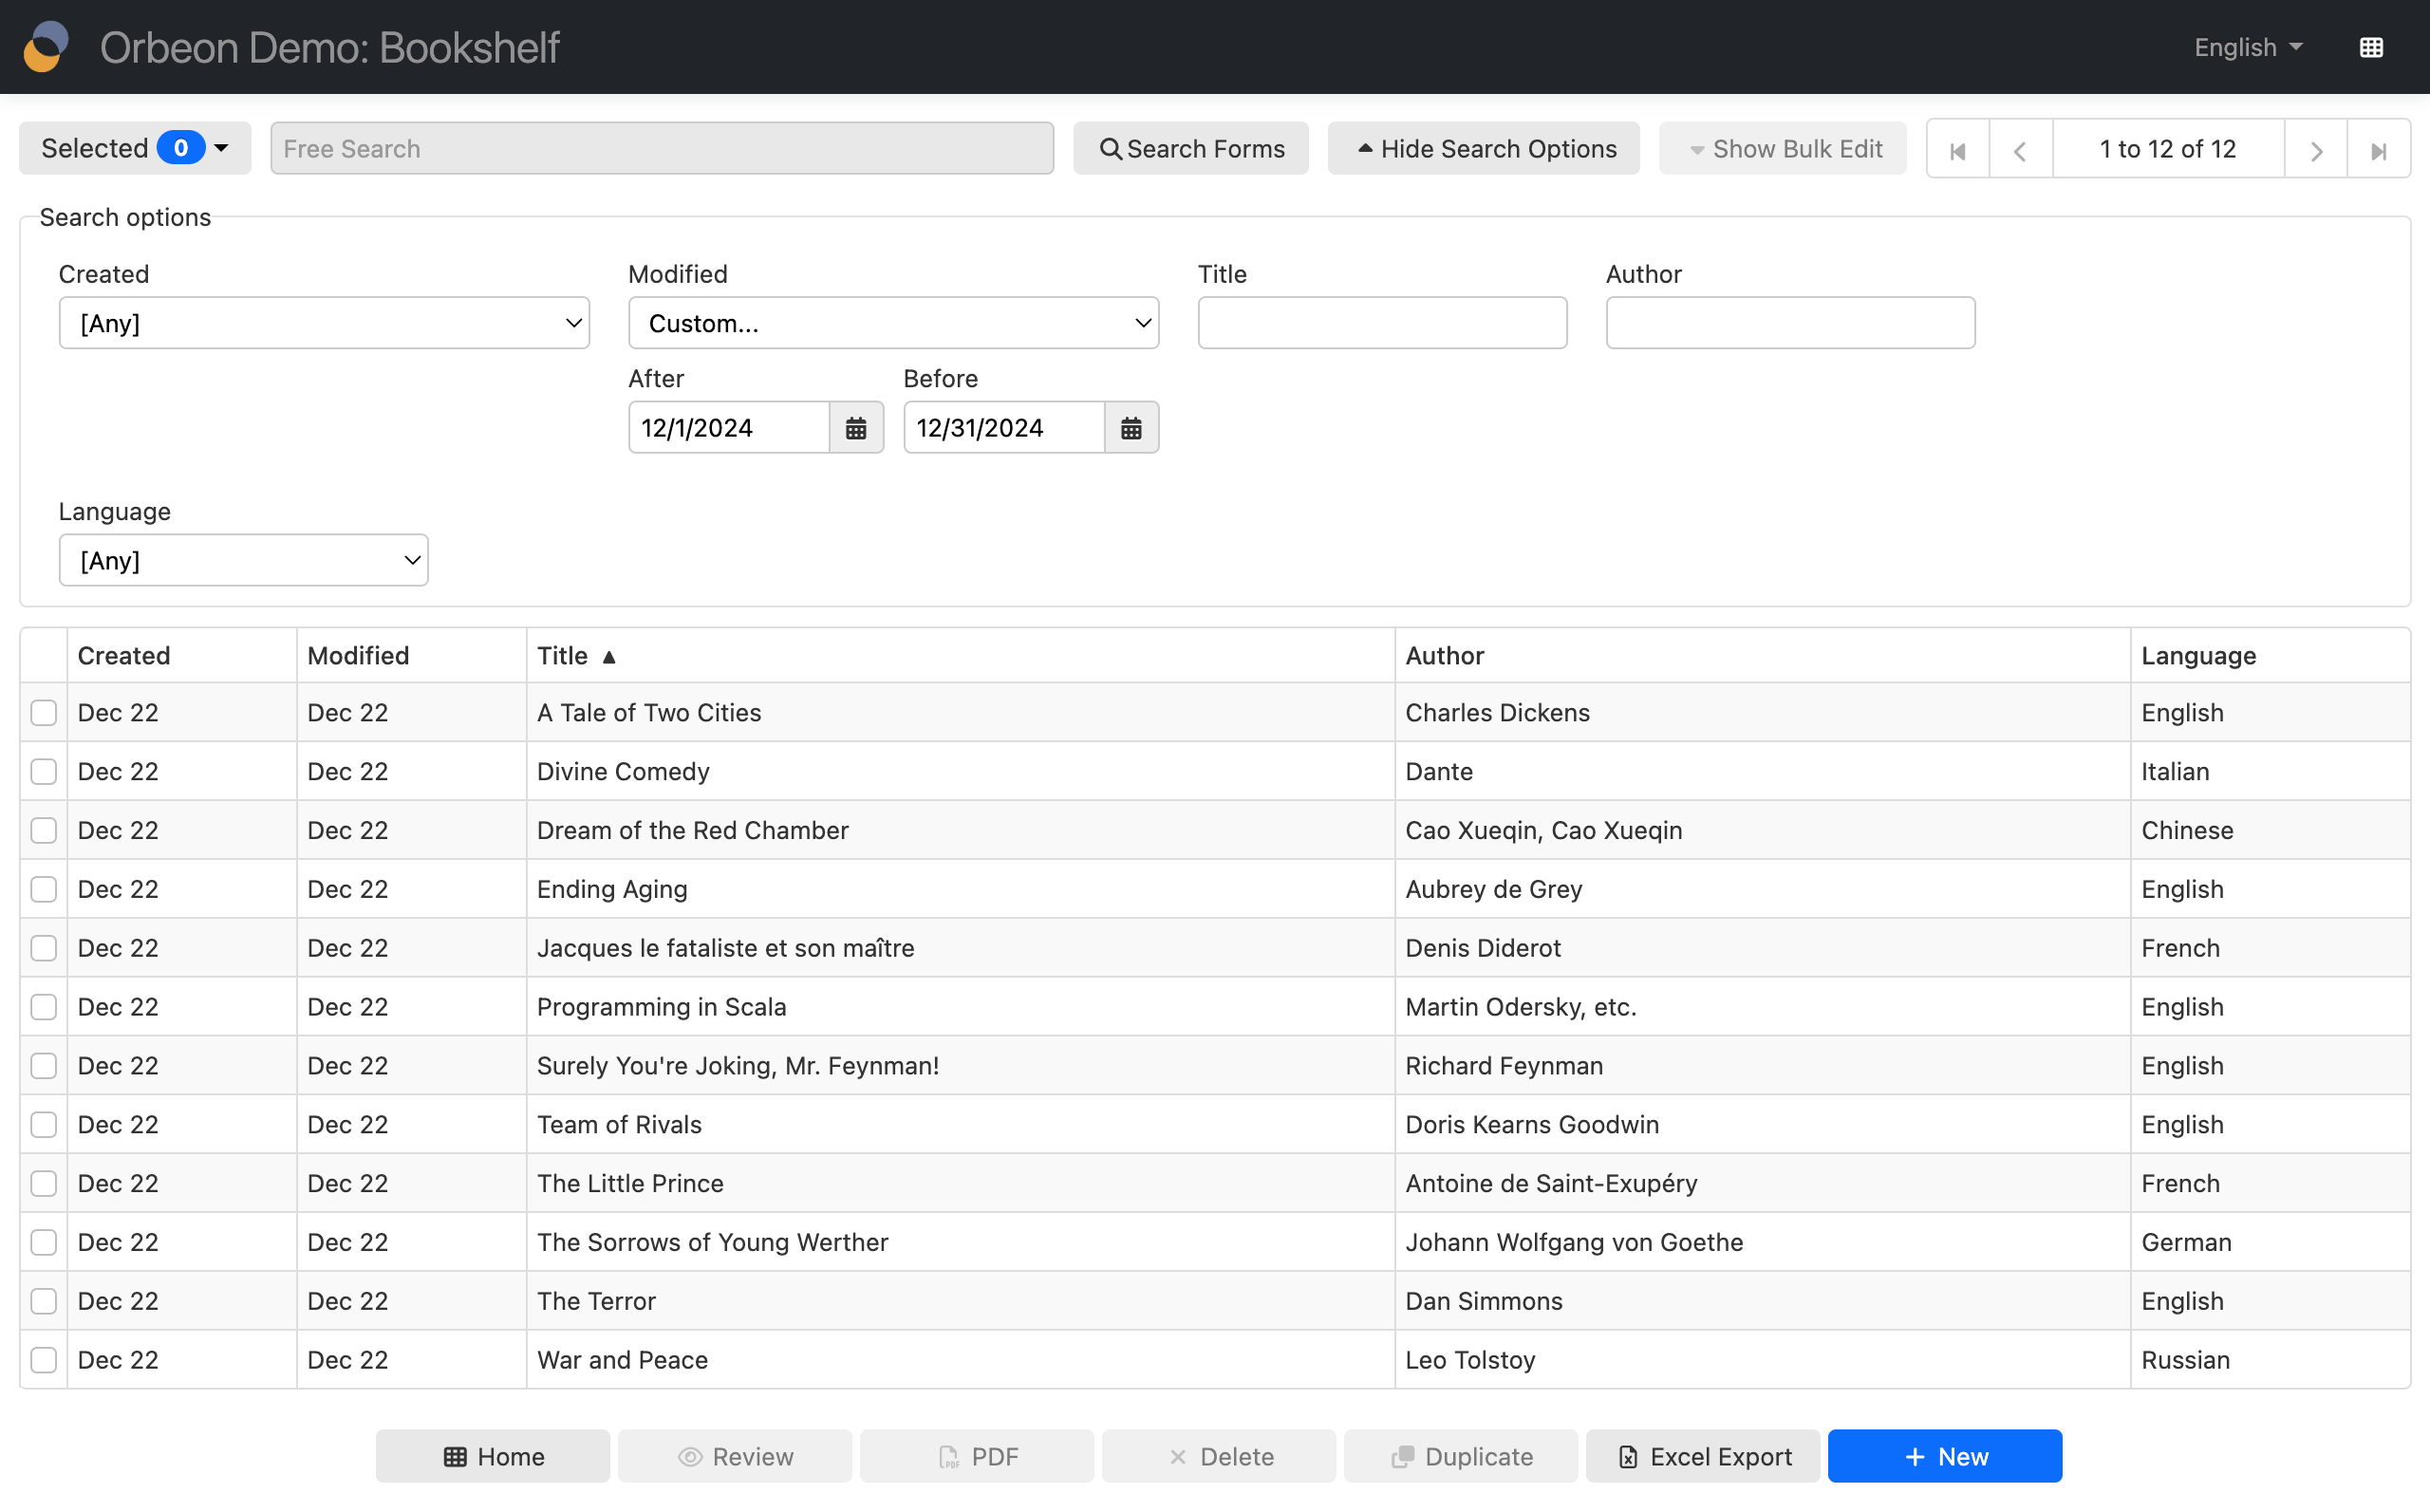 Orbeon Demo: Bookshelf English
Selected 0 Free Search Search Forms Hide Search Options Show Bulk Edit 1 to 12 of 12
Search options
Created Modified Title Author
[Any] Custom...
After Before
12/1/2024 12/31/2024
Language
[Any]
Created Modified Title ▲ Author Language
Dec 22 Dec 22 A Tale of Two Cities Charles Dickens English
Dec 22 Dec 22 Divine Comedy Dante Italian
Dec 22 Dec 22 Dream of the Red Chamber Cao Xueqin, Cao Xueqin Chinese
Dec 22 Dec 22 Ending Aging Aubrey de Grey English
Dec 22 Dec 22 Jacques le fataliste et son maître Denis Diderot French
Dec 22 Dec 22 Programming in Scala Martin Odersky, etc. English
Dec 22 Dec 22 Surely You're Joking, Mr. Feynman! Richard Feynman English
Dec 22 Dec 22 Team of Rivals Doris Kearns Goodwin English
Dec 22 Dec 22 The Little Prince Antoine de Saint-Exupéry French
Dec 22 Dec 22 The Sorrows of Young Werther Johann Wolfgang von Goethe German
Dec 22 Dec 22 The Terror Dan Simmons English
Dec 22 Dec 22 War and Peace Leo Tolstoy Russian
Home Review PDF Delete Duplicate Excel Export + New